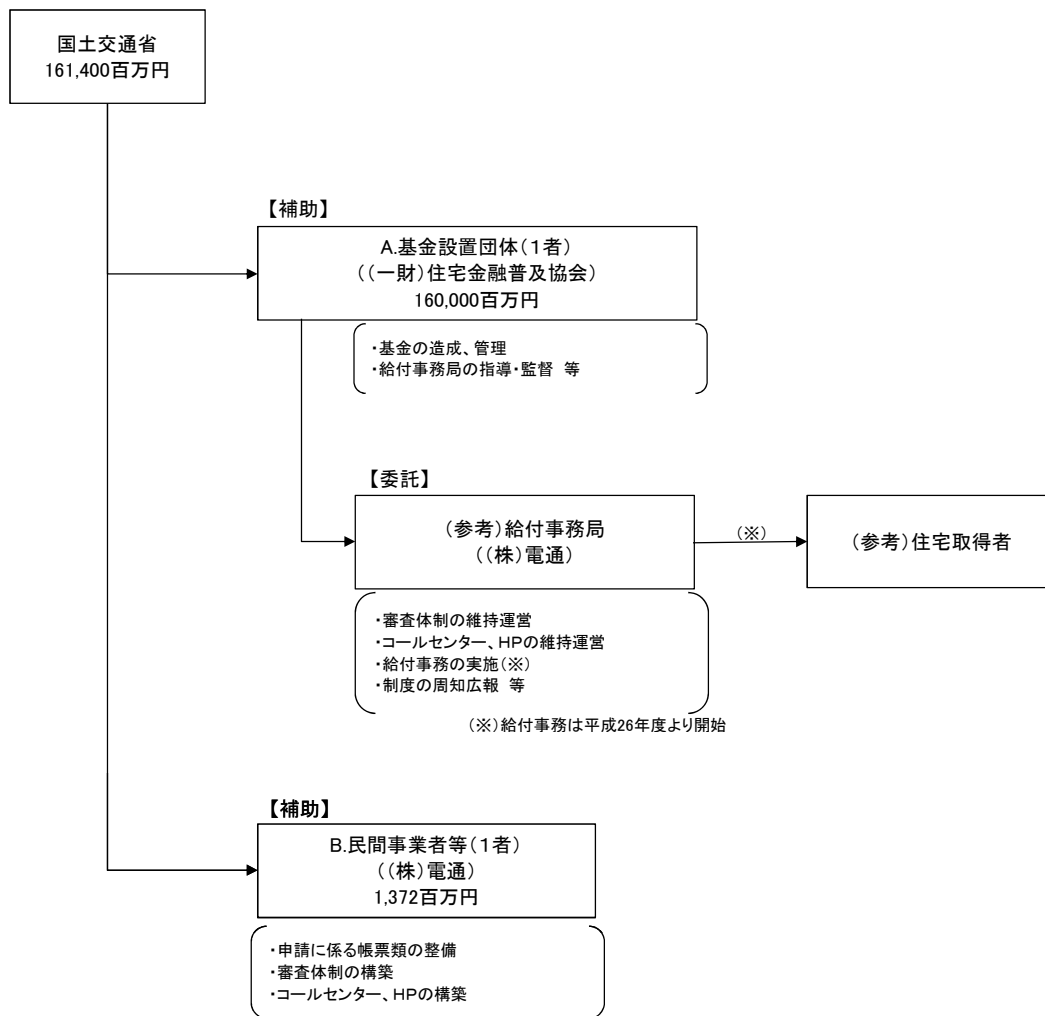 国土交通省
161,400百万円
【補助】
A.基金設置団体（1者）
（（一財）住宅金融普及協会）
160,000百万円
・基金の造成、管理
・給付事務局の指導・監督　等
【委託】
（参考）給付事務局
（（株）電通）
（※）
（参考）住宅取得者
・審査体制の維持運営
・コールセンター、HPの維持運営
・給付事務の実施（※）
・制度の周知広報　等
（※）給付事務は平成26年度より開始
【補助】
B.民間事業者等（1者）
（（株）電通）
1,372百万円
・申請に係る帳票類の整備
・審査体制の構築
・コールセンター、HPの構築